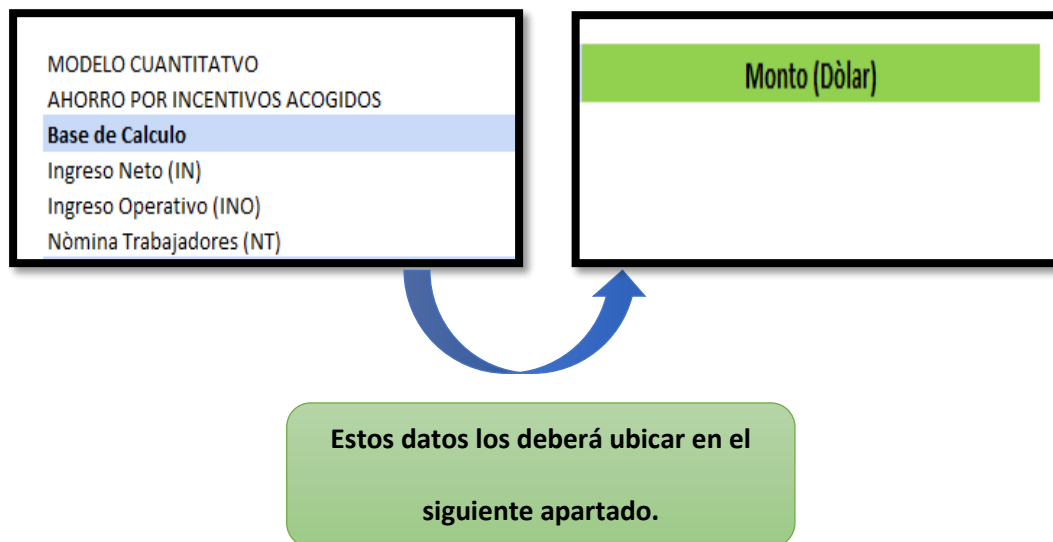 MODELO CUANTITATVO
AHORRO POR INCENTIVOS ACOGIDOS
Base de Calculo
Ingreso Neto (IN)
Ingreso Operativo (INO)
Nòmina Trabajadores (NT)
Monto (Dòlar)
Estos datos los deberá ubicar en el
siguiente apartado.